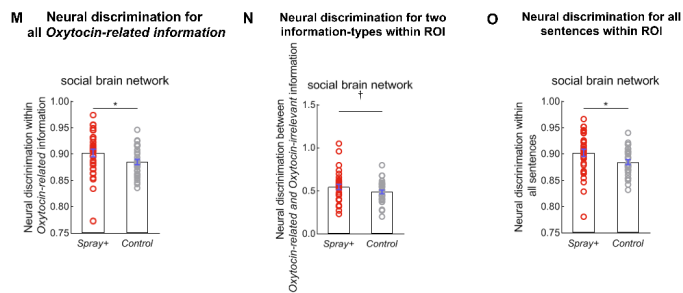 M
Neural discrimination for
all Oxytocin-related information
social brain network
*
1.00
0.95
0.90
0.85
0.80
0.75
Neural discrimination within
Oxytocin-related information
Spray+ Control
N
Neural discrimination for two
information-types within ROI
social brain network
†
1.5
1.0
0.5
0.0
Neural discrimination between
Oxytocin-related and Oxytocin-irrelevant information
Spray+ Control
O
Neural discrimination for all
sentences within ROI
social brain network
*
1.00
0.95
0.90
0.85
0.80
0.75
Neural discrimination within
all sentences
Spray+ Control